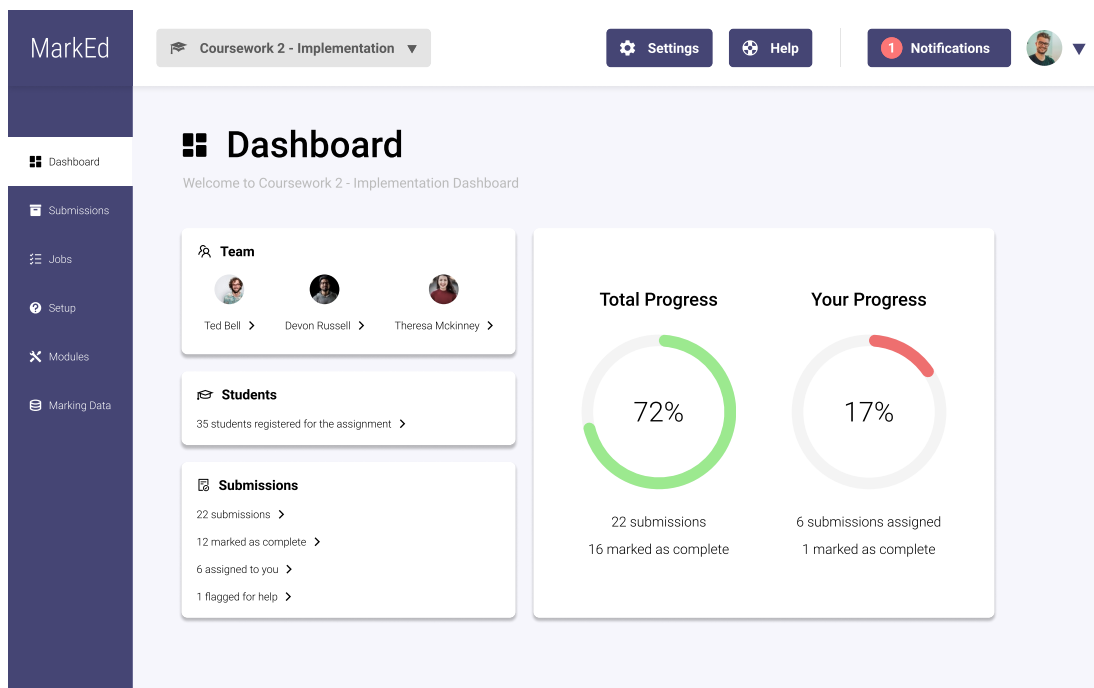 MarkEd
Coursework 2 - Implementation
Settings
Help
1 Notifications
Dashboard
Submissions
Jobs
Setup
Modules
Marking Data
Dashboard
Welcome to Coursework 2 - Implementation Dashboard
Team
Ted Bell
Devon Russell
Theresa Mckinney
Students
35 students registered for the assignment
Submissions
22 submissions
12 marked as complete
6 assigned to you
1 flagged for help
Total Progress
72%
22 submissions
16 marked as complete
Your Progress
17%
6 submissions assigned
1 marked as complete